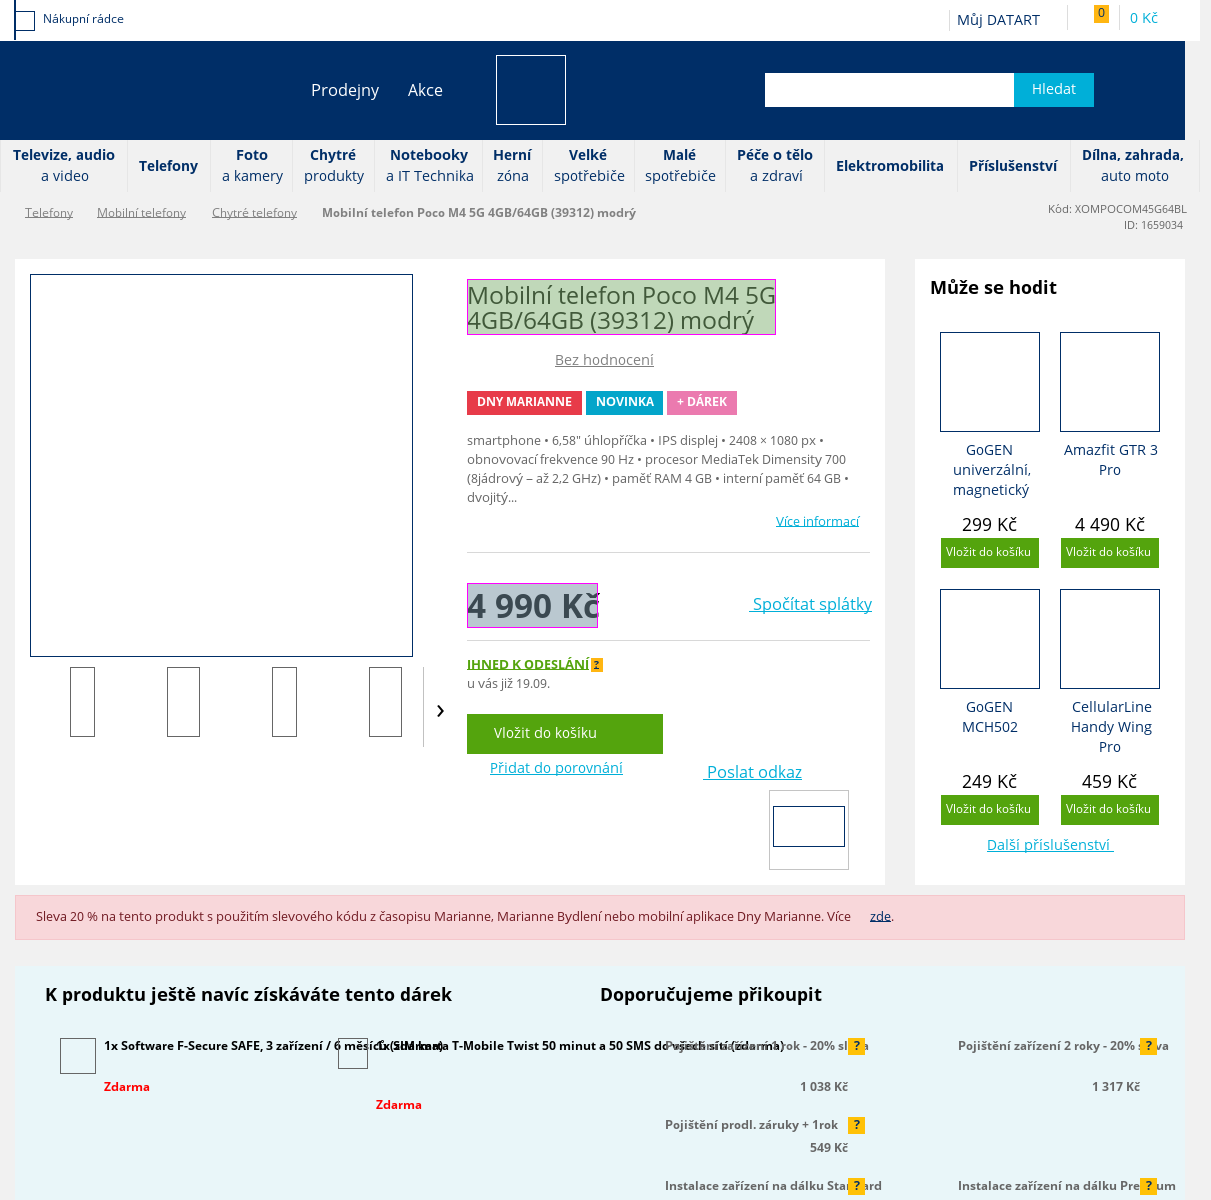 Nákupní rádce
Můj DATART
0
0 Kč
Prodejny
Akce
Hledat
Televize, audio
a video
Telefony
Foto
a kamery
Chytré
produkty
Notebooky
a IT Technika
Herní
zóna
Velké
spotřebiče
Malé
spotřebiče
Péče o tělo
a zdraví
Elektromobilita
Příslušenství
Dílna, zahrada,
auto moto
Telefony
Mobilní telefony
Chytré telefony
Mobilní telefon Poco M4 5G 4GB/64GB (39312) modrý
Kód: XOMPOCOM45G64BL
ID: 1659034
Mobilní telefon Poco M4 5G
4GB/64GB (39312) modrý
Bez hodnocení
DNY MARIANNE
NOVINKA
+ DÁREK
smartphone • 6,58" úhlopříčka • IPS displej • 2408 × 1080 px •
obnovovací frekvence 90 Hz • procesor MediaTek Dimensity 700
(8jádrový – až 2,2 GHz) • paměť RAM 4 GB • interní paměť 64 GB •
dvojitý...
Více informací
4 990 Kč
Spočítat splátky
IHNED K ODESLÁNÍ ?
u vás již 19.09.
Vložit do košíku
Přidat do porovnání
Poslat odkaz
Může se hodit
GoGEN
univerzální,
magnetický
299 Kč
Vložit do košíku
Amazfit GTR 3
Pro
4 490 Kč
Vložit do košíku
GoGEN
MCH502
249 Kč
Vložit do košíku
CellularLine
Handy Wing
Pro
459 Kč
Vložit do košíku
Další příslušenství
Sleva 20 % na tento produkt s použitím slevového kódu z časopisu Marianne, Marianne Bydlení nebo mobilní aplikace Dny Marianne. Více zde.
K produktu ještě navíc získáváte tento dárek
1x Software F-Secure SAFE, 3 zařízení / 6 měsíců (zdarma)
Zdarma
1x SIM karta T-Mobile Twist 50 minut a 50 SMS do všech sítí (zdarma)
Zdarma
Doporučujeme přikoupit
Pojištění zařízení 1 rok - 20% sleva
?
1 038 Kč
Pojištění zařízení 2 roky - 20% sleva
?
1 317 Kč
Pojištění prodl. záruky + 1rok
?
549 Kč
Instalace zařízení na dálku Standard
?
Instalace zařízení na dálku Premium
?